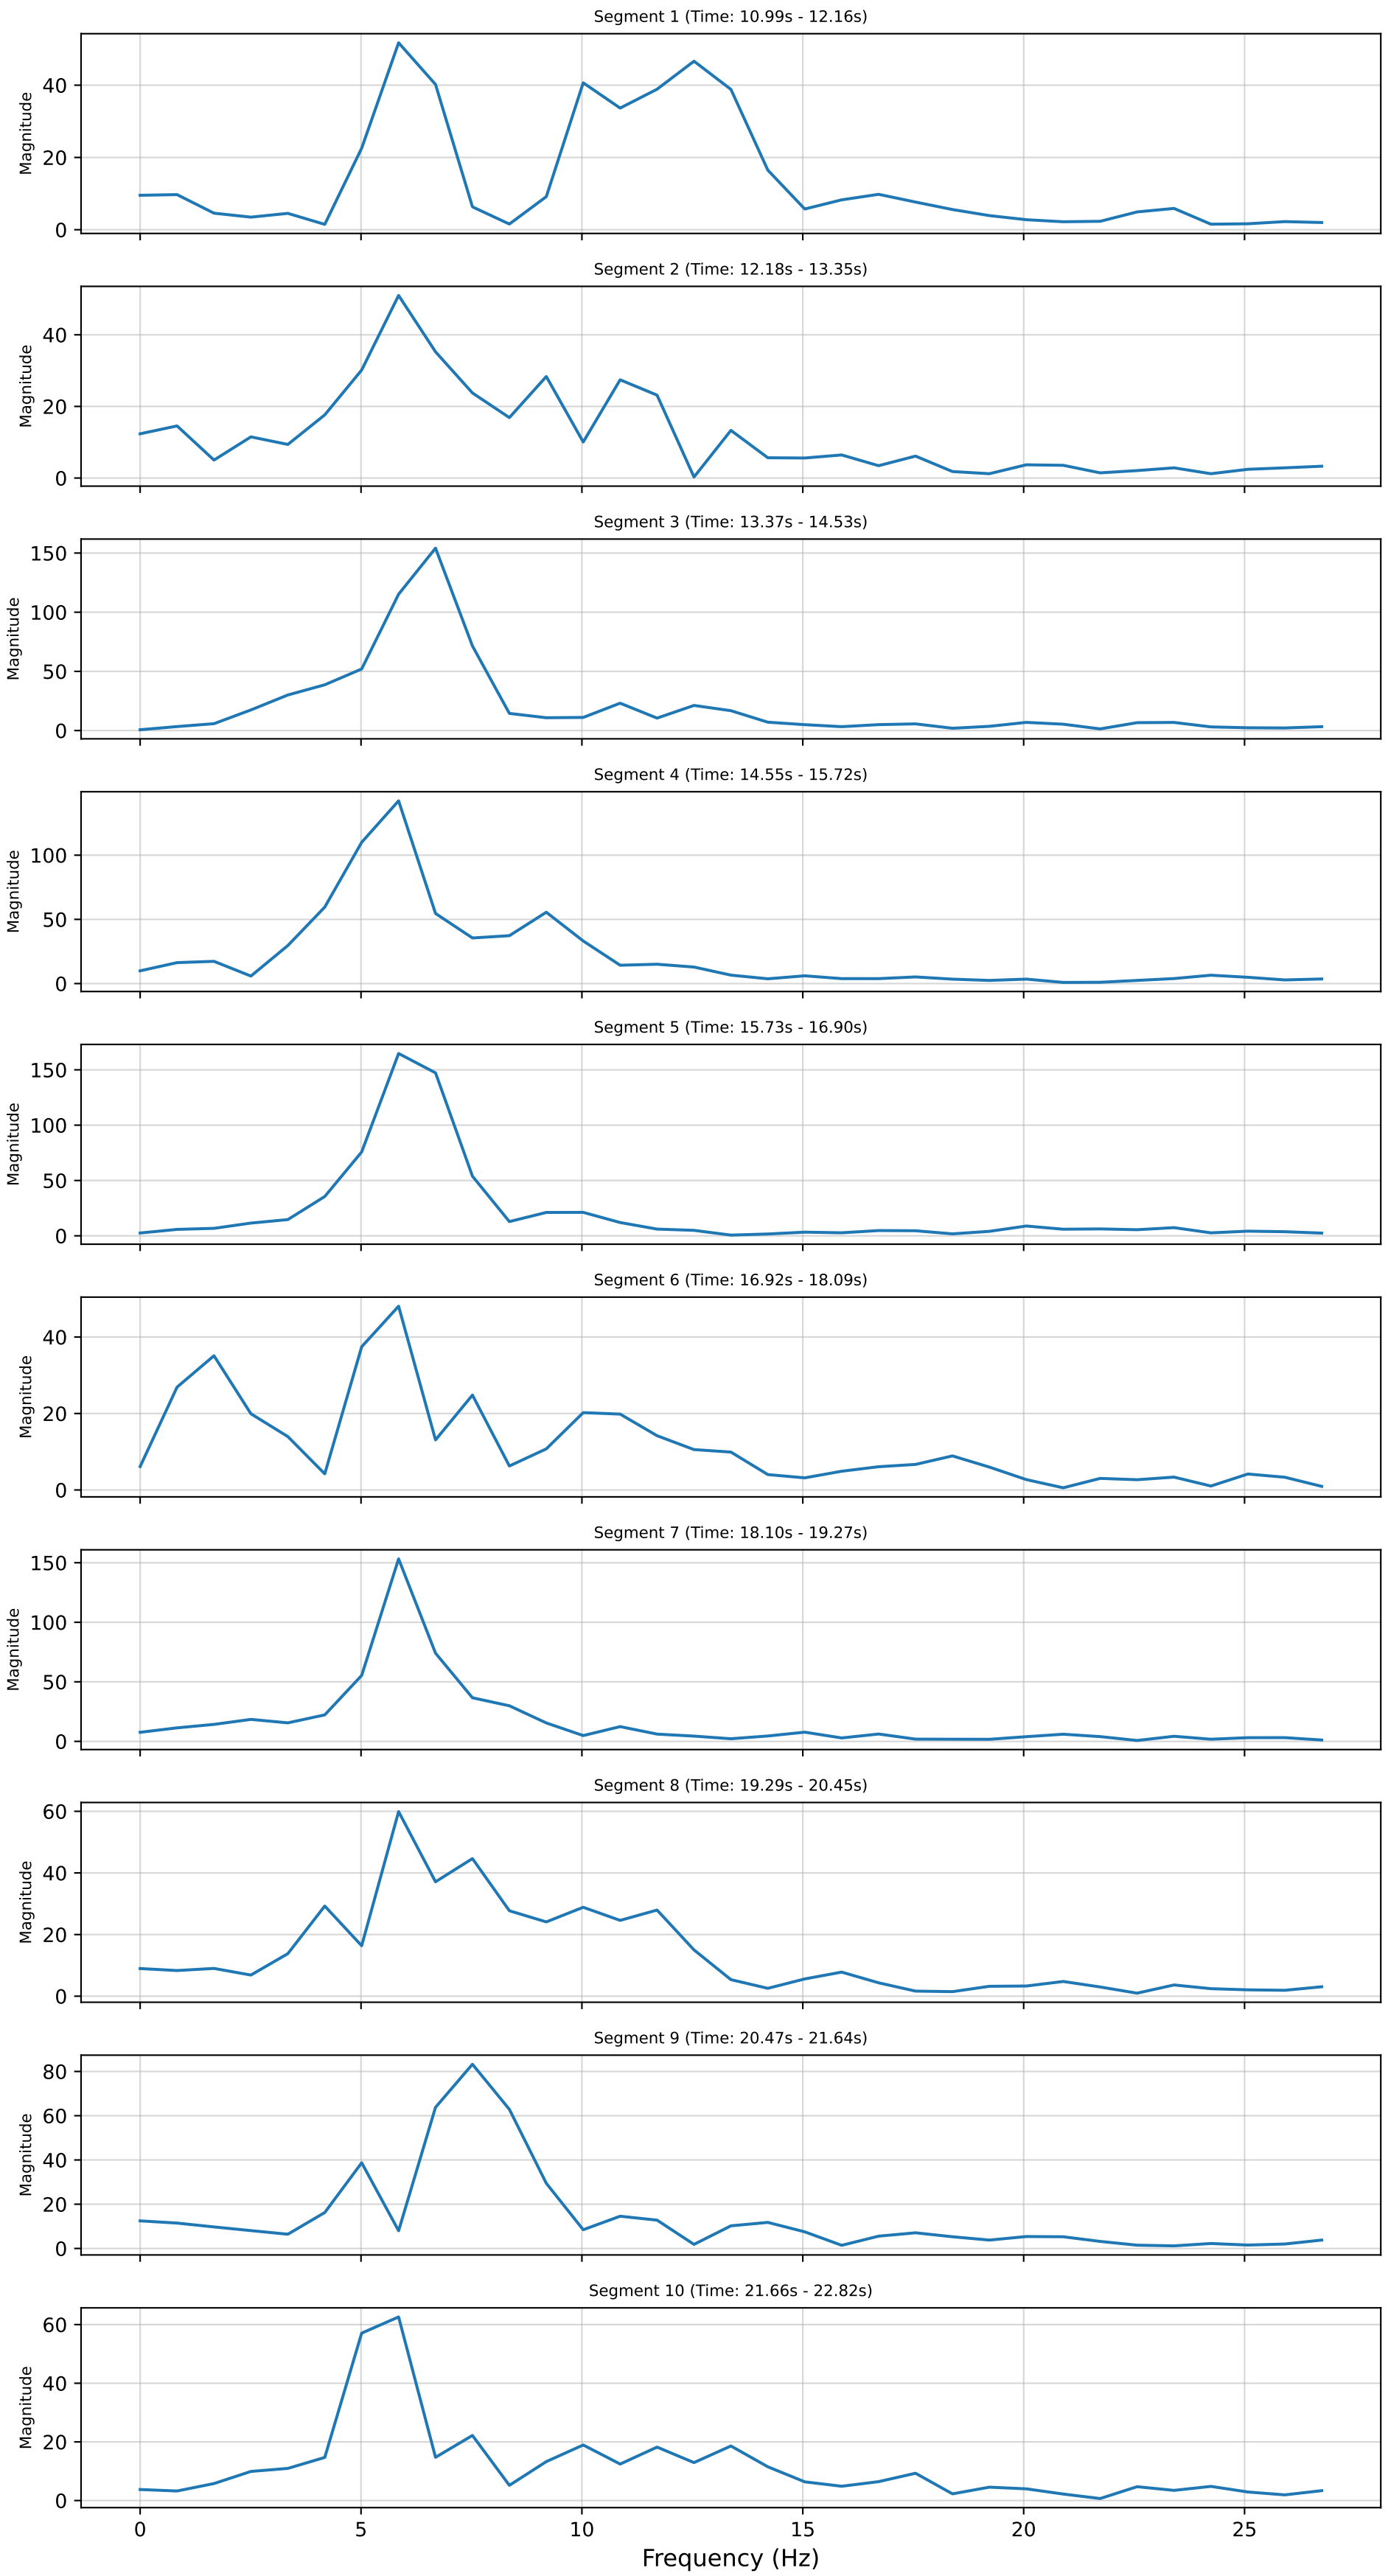 Segment 1 (Time: 10.99s - 12.16s)
40
20
0
Magnitude
Segment 2 (Time: 12.18s - 13.35s)
40
20
0
Magnitude
Segment 3 (Time: 13.37s - 14.53s)
150
100
50
0
Magnitude
Segment 4 (Time: 14.55s - 15.72s)
100
50
0
Magnitude
Segment 5 (Time: 15.73s - 16.90s)
150
100
50
0
Magnitude
Segment 6 (Time: 16.92s - 18.09s)
40
20
0
Magnitude
Segment 7 (Time: 18.10s - 19.27s)
150
100
50
0
Magnitude
Segment 8 (Time: 19.29s - 20.45s)
60
40
20
0
Magnitude
Segment 9 (Time: 20.47s - 21.64s)
80
60
40
20
0
Magnitude
Segment 10 (Time: 21.66s - 22.82s)
60
40
20
0
Magnitude
0 5 10 15 20 25
Frequency (Hz)